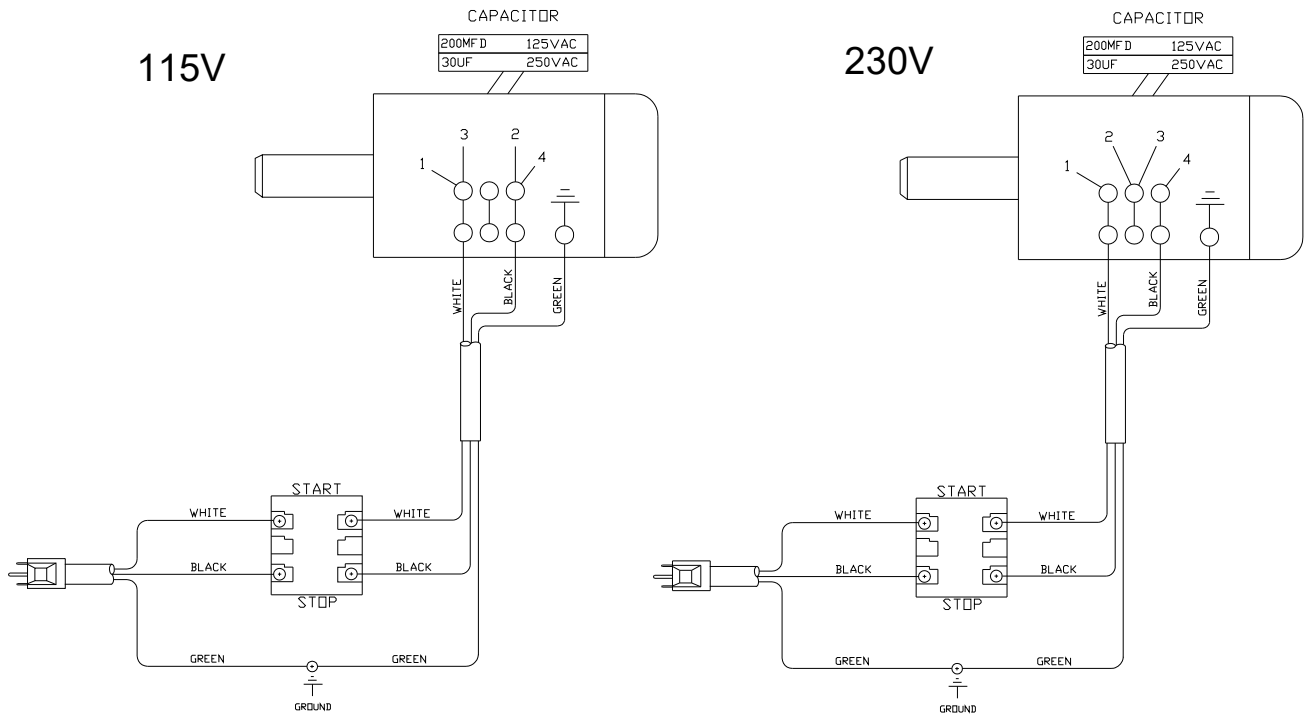 CAPACITOR
200MFD 125VAC
30UF 250VAC
115V
3 2
1 4
WHITE
BLACK
GREEN
START
WHITE WHITE
BLACK BLACK
STOP
GREEN GREEN
GROUND
CAPACITOR
200MFD 125VAC
30UF 250VAC
230V
2 3
1 4
WHITE
BLACK
GREEN
START
WHITE WHITE
BLACK BLACK
STOP
GREEN GREEN
GROUND